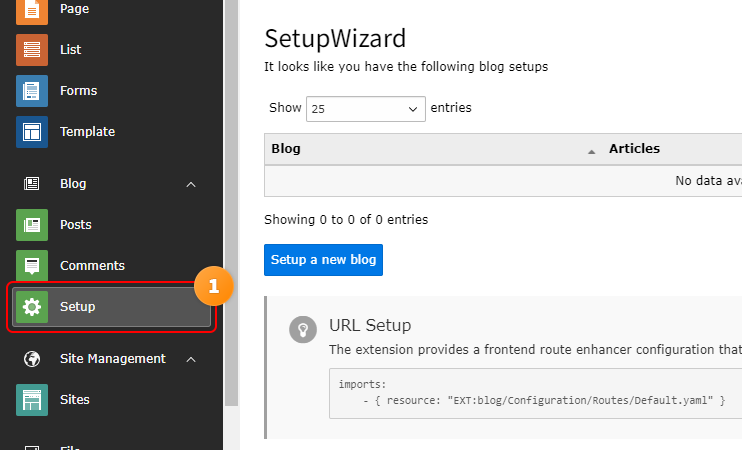 Page
List
Forms
Template
Blog
Posts
Comments
Setup
1
Site Management
Sites
SetupWizard
It looks like you have the following blog setups
Show 25 entries
Blog Articles
No data
Showing 0 to 0 of 0 entries
Setup a new blog
URL Setup
The extension provides a frontend route enhancer configuration that
imports:
- { resource: "EXT:blog/Configuration/Routes/Default.yaml" }